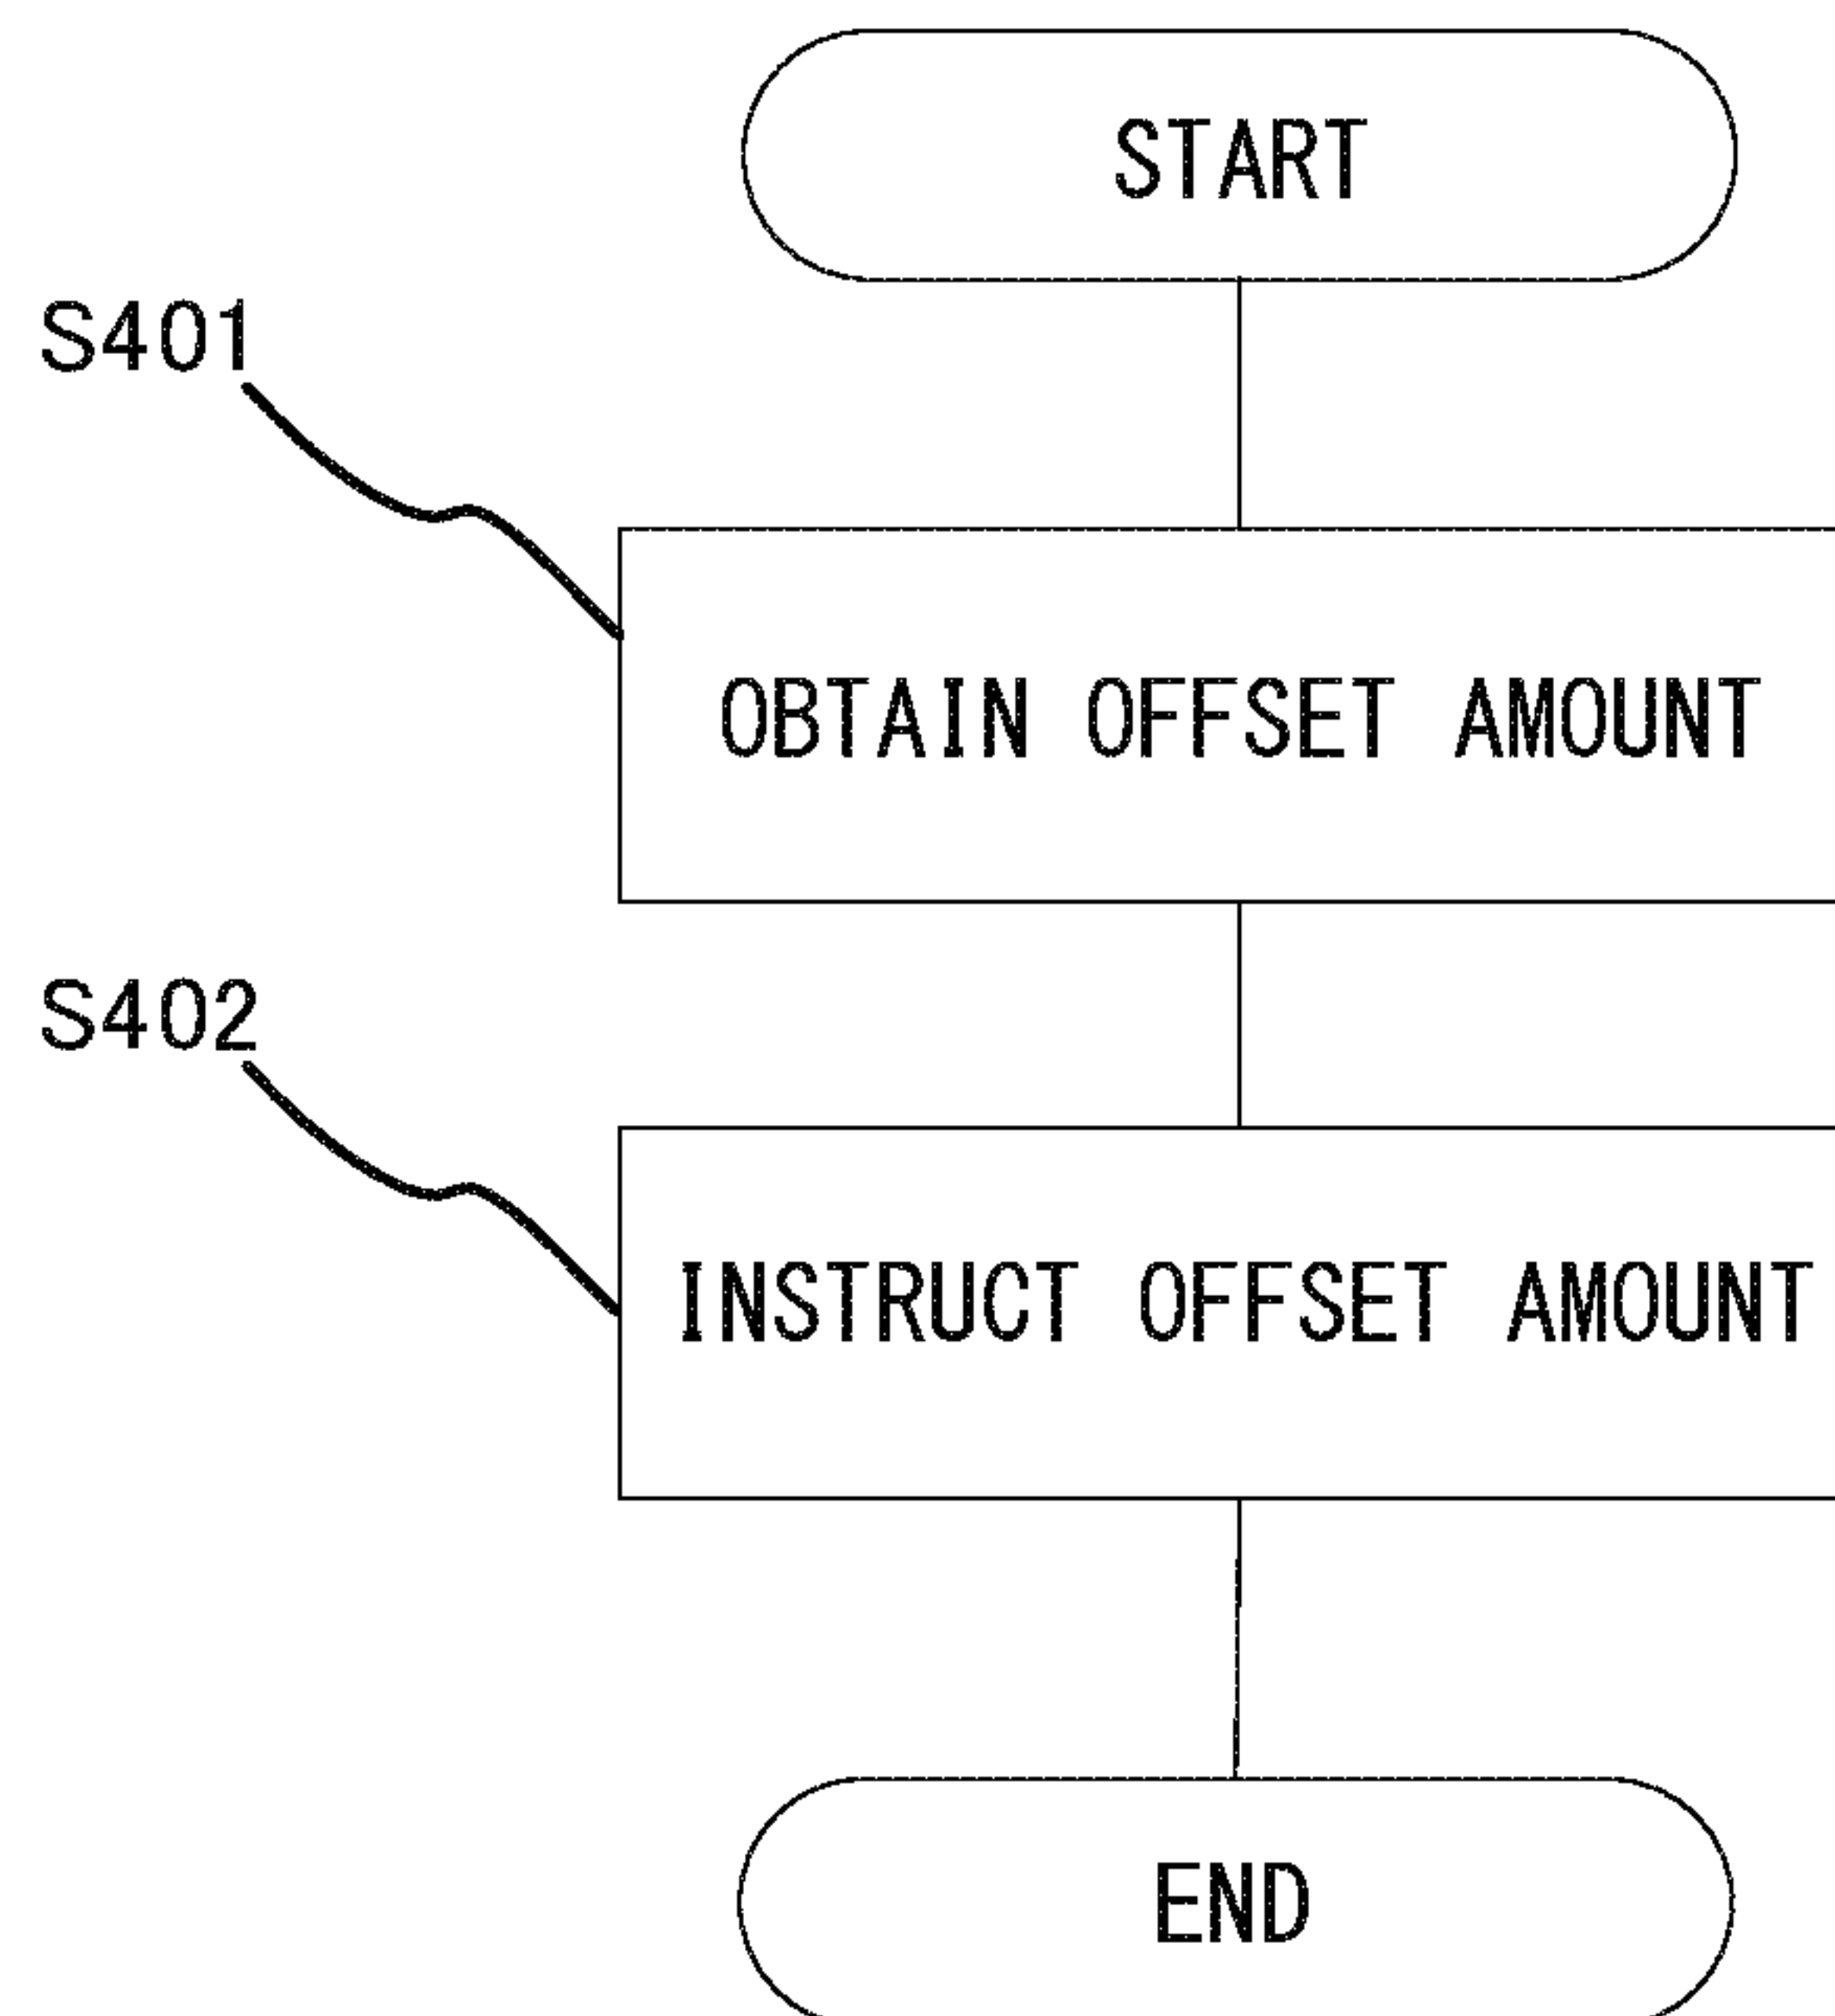 START
S401
OBTAIN OFFSET AMOUNT
S402
INSTRUCT OFFSET AMOUNT
END